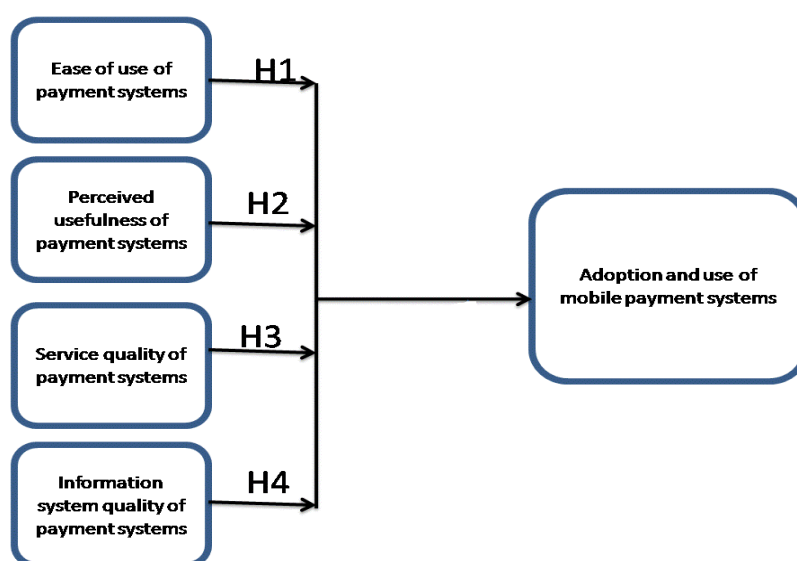 Ease of use of
payment systems
H1
Perceived
usefulness of
payment systems
H2
Service quality of
payment systems
H3
Information
system quality of
payment systems
H4
Adoption and use of
mobile payment systems